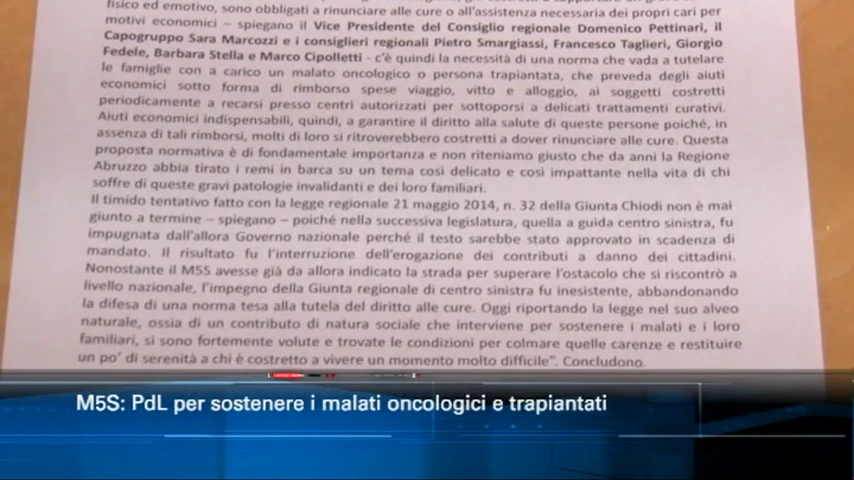 fisico ed emotivo, sono obbligati a rinunciare alle cure o all'assistenza necessaria dei propri cari per
motivi economici – spiegano il Vice Presidente del Consiglio regionale Domenico Pettinari, il
Capogruppo Sara Marcozzi e i consiglieri regionali Pietro Smargiassi, Francesco Taglieri, Giorgio
Fedele, Barbara Stella e Marco Cipolletti - c'è quindi la necessità di una norma che vada a tutelare
le famiglie con a carico un malato oncologico o persona trapiantata, che preveda degli aiuti
economici sotto forma di rimborso spese viaggio, vitto e alloggio, ai soggetti costretti
periodicamente a recarsi presso centri autorizzati per sottoporsi a delicati trattamenti curativi.
Aiuti economici indispensabili, quindi, a garantire il diritto alla salute di queste persone poiché, in
assenza di tali rimborsi, molti di loro si ritroverebbero costretti a dover rinunciare alle cure. Questa
proposta normativa è di fondamentale importanza e non riteniamo giusto che da anni la Regione
Abruzzo abbia tirato i remi in barca su un tema così delicato e così impattante nella vita di chi
soffre di queste gravi patologie invalidanti e dei loro familiari.
Il timido tentativo fatto con la legge regionale 21 maggio 2014, n. 32 della Giunta Chiodi non è mai
giunto a termine – spiegano – poiché nella successiva legislatura, quella a guida centro sinistra, fu
impugnata dall'allora Governo nazionale perché il testo sarebbe stato approvato in scadenza di
mandato. Il risultato fu l'interruzione dell'erogazione dei contributi a danno dei cittadini.
Nonostante il M5S avesse già da allora indicato la strada per superare l'ostacolo che si riscontrò a
livello nazionale, l'impegno della Giunta regionale di centro sinistra fu inesistente, abbandonando
la difesa di una norma tesa alla tutela del diritto alle cure. Oggi riportando la legge nel suo alveo
naturale, ossia di un contributo di natura sociale che interviene per sostenere i malati e i loro
familiari, si sono fortemente volute e trovate le condizioni per colmare quelle carenze e restituire
un po' di serenità a chi è costretto a vivere un momento molto difficile". Concludono.
M5S: PdL per sostenere i malati oncologici e trapiantati